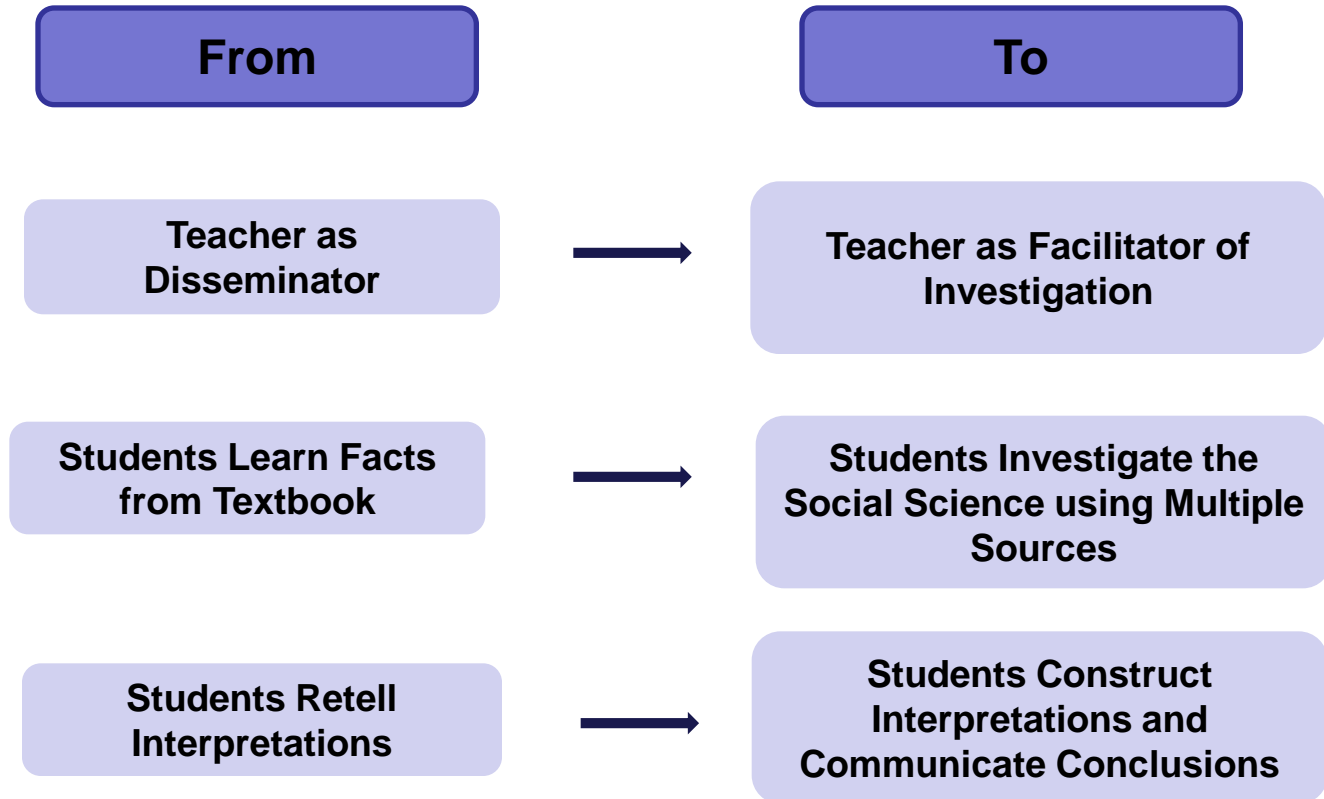 From
To
Teacher as
Disseminator
Teacher as Facilitator of
Investigation
Students Learn Facts
from Textbook
Students Investigate the
Social Science using Multiple
Sources
Students Retell
Interpretations
Students Construct
Interpretations and
Communicate Conclusions